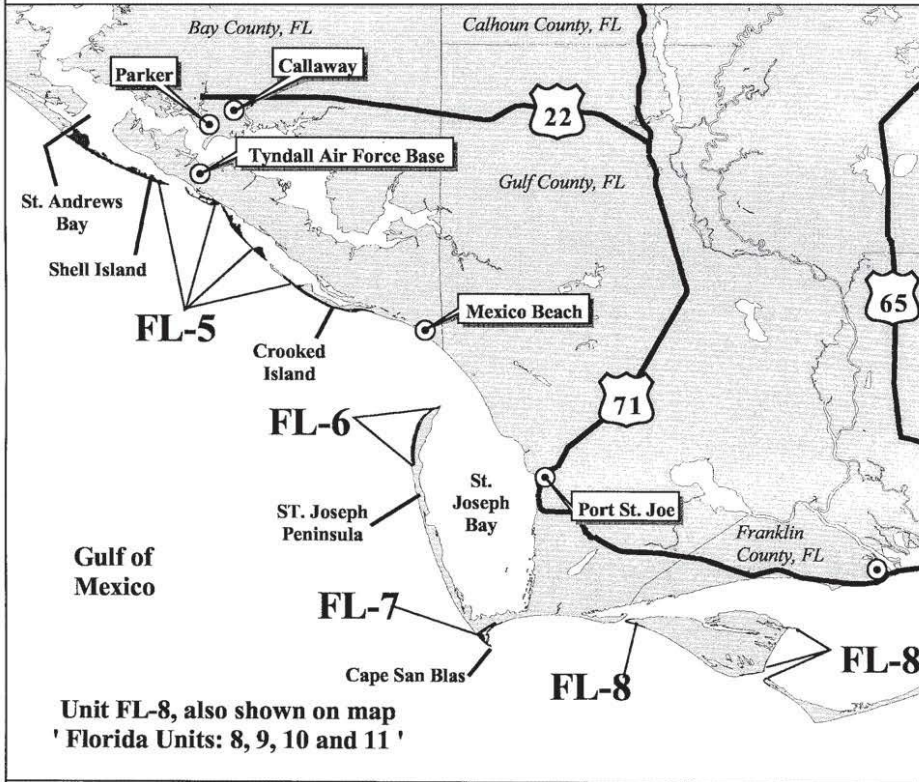 Bay County, FL
Calhoun County, FL
Parker
Callaway
22
Tyndall Air Force Base
Gulf County, FL
St. Andrews
Bay
Shell Island
FL-5
65
Mexico Beach
Crooked
Island
71
FL-6
St.
Joseph
Bay
ST. Joseph
Peninsula
Port St. Joe
Franklin
County, FL
Gulf of
Mexico
FL-7
Cape San Blas
FL-8
FL-8
Unit FL-8, also shown on map
' Florida Units: 8, 9, 10 and 11 '